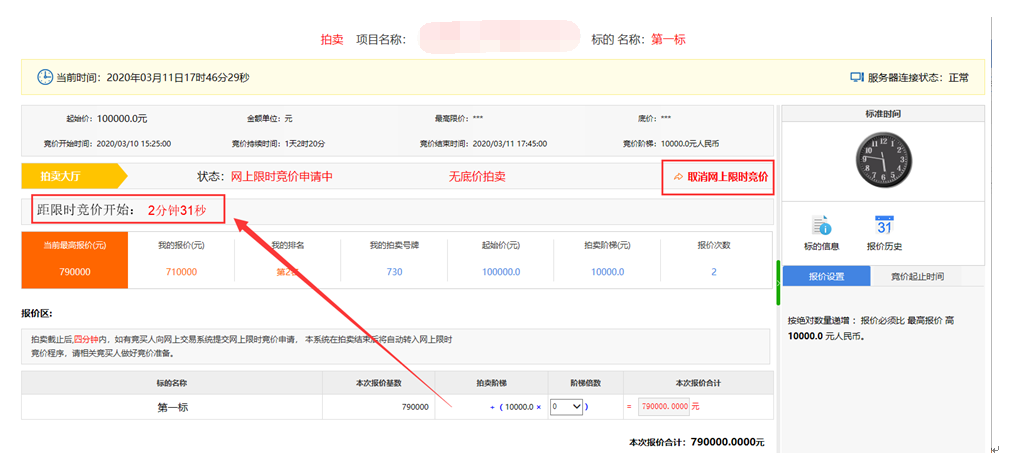 拍卖 项目名称: 标的 名称: 第一标
当前时间: 2020年03月11日17时46分29秒 服务器连接状态: 正常
起始价: 100000.0元 金额单位: 元 最高限价: *** 底价: ***
竞价开始时间: 2020/03/10 15:25:00 竞价持续时间: 1天2时20分 竞价结束时间: 2020/03/11 17:45:00 竞价阶梯: 10000.0元人民币
拍卖大厅 状态: 网上限时竞价申请中 无底价拍卖 取消网上限时竞价
距限时竞价开始: 2分钟31秒
当前最高报价(元) 我的报价(元) 我的排名 我的拍卖号牌 起始价(元) 拍卖阶梯(元) 报价次数
790000 710000 第2名 730 100000.0 10000.0 2
报价区:
拍卖截止后,四分钟内, 如有竞买人向网上交易系统提交网上限时竞价申请, 本系统在拍卖结束后将自动转入网上限时
竞价程序, 请相关竞买人做好竞价准备。
标的名称 本次报价基数 拍卖阶梯 阶梯倍数 本次报价合计
第一标 790000 + ( 10000.0 × 0 ) = 790000.0000 元
本次报价合计: 790000.0000元
标准时间
12 1 2 3 4 5 6 7 8 9 10 11
标的信息 31 报价历史
报价设置 竞价起止时间
按绝对数量递增 : 报价必须比 最高报价 高
10000.0 元人民币。